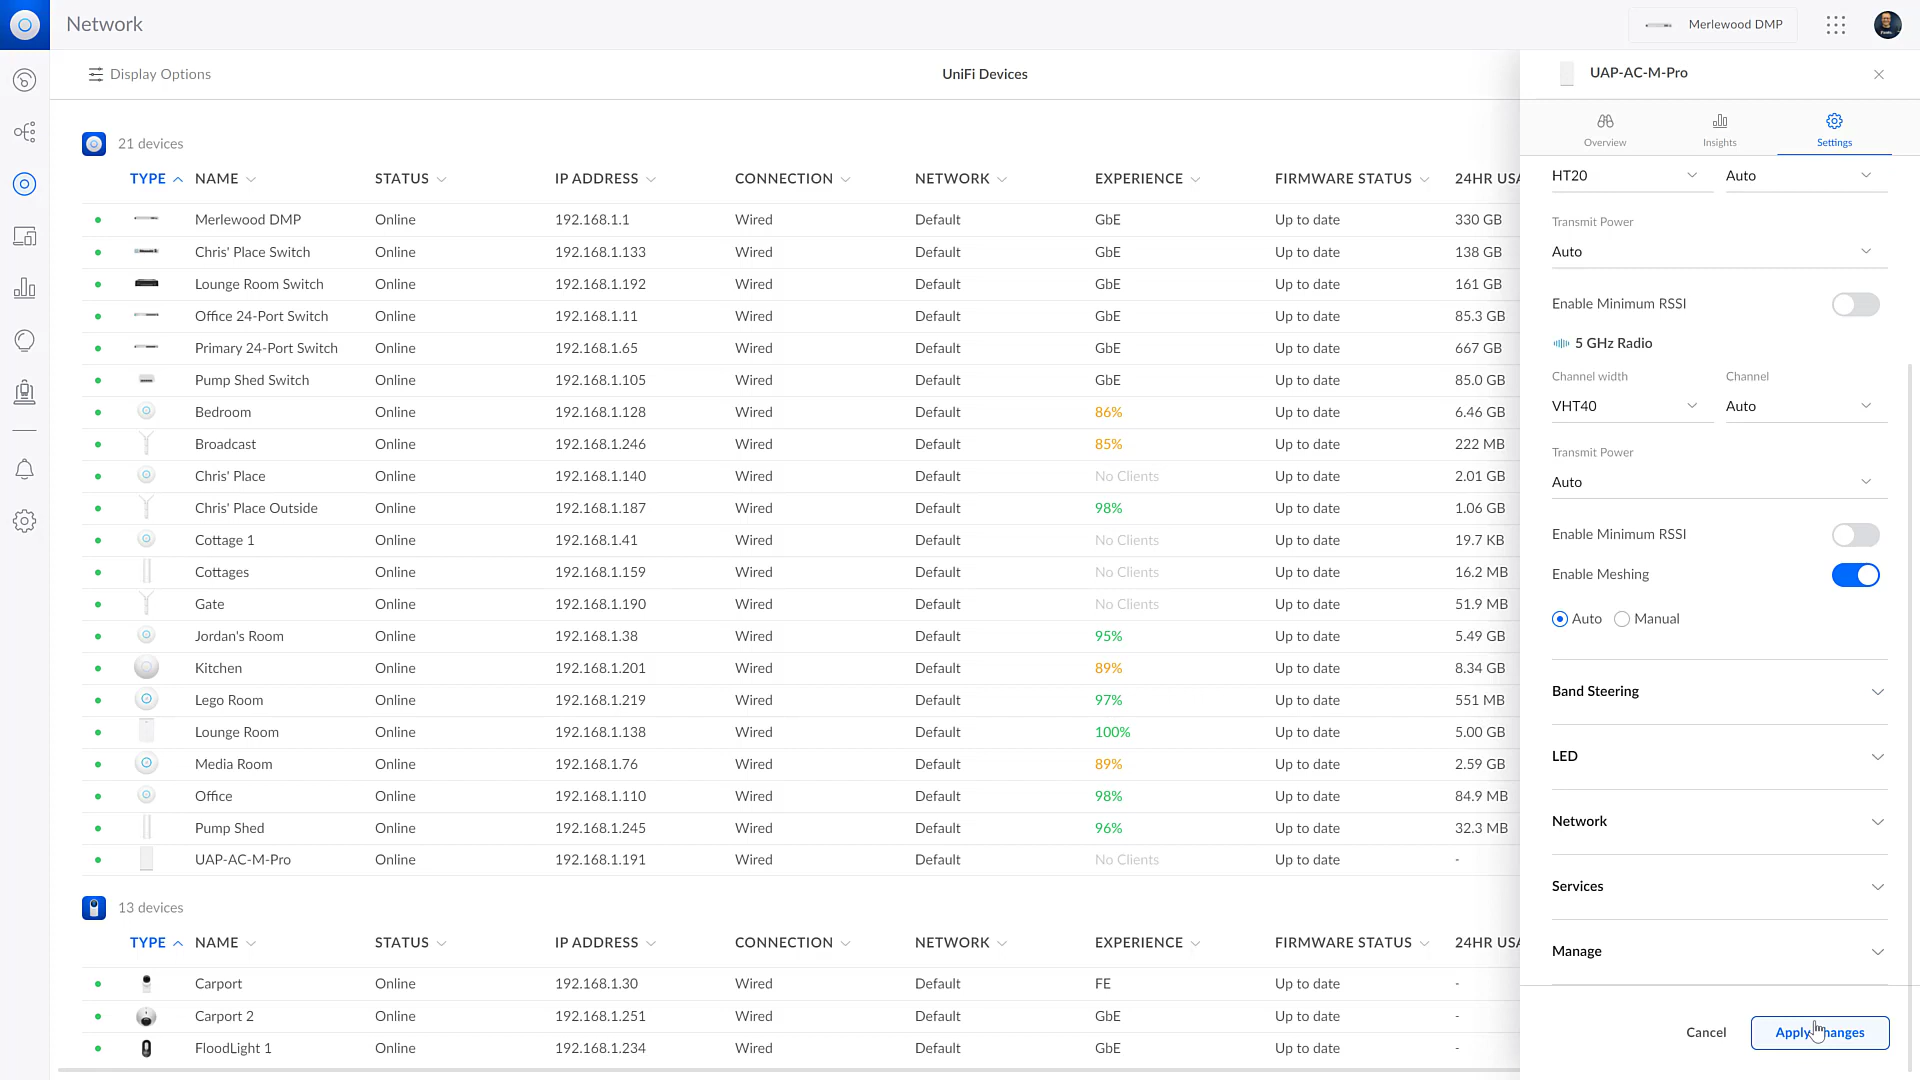 Network
Merlewood DMP
Display Options
UniFi Devices
21 devices
TYPE NAME STATUS IP ADDRESS CONNECTION NETWORK EXPERIENCE FIRMWARE STATUS 24HR USA
Merlewood DMP Online 192.168.1.1 Wired Default GbE Up to date 330 GB
Chris' Place Switch Online 192.168.1.133 Wired Default GbE Up to date 138 GB
Lounge Room Switch Online 192.168.1.192 Wired Default GbE Up to date 161 GB
Office 24-Port Switch Online 192.168.1.11 Wired Default GbE Up to date 85.3 GB
Primary 24-Port Switch Online 192.168.1.65 Wired Default GbE Up to date 667 GB
Pump Shed Switch Online 192.168.1.105 Wired Default GbE Up to date 85.0 GB
Bedroom Online 192.168.1.128 Wired Default 86% Up to date 6.46 GB
Broadcast Online 192.168.1.246 Wired Default 85% Up to date 222 MB
Chris' Place Online 192.168.1.140 Wired Default No Clients Up to date 2.01 GB
Chris' Place Outside Online 192.168.1.187 Wired Default 98% Up to date 1.06 GB
Cottage 1 Online 192.168.1.41 Wired Default No Clients Up to date 19.7 KB
Cottages Online 192.168.1.159 Wired Default No Clients Up to date 16.2 MB
Gate Online 192.168.1.190 Wired Default No Clients Up to date 51.9 MB
Jordan's Room Online 192.168.1.38 Wired Default 95% Up to date 5.49 GB
Kitchen Online 192.168.1.201 Wired Default 89% Up to date 8.34 GB
Lego Room Online 192.168.1.219 Wired Default 97% Up to date 551 MB
Lounge Room Online 192.168.1.138 Wired Default 100% Up to date 5.00 GB
Media Room Online 192.168.1.76 Wired Default 89% Up to date 2.59 GB
Office Online 192.168.1.110 Wired Default 98% Up to date 84.9 MB
Pump Shed Online 192.168.1.245 Wired Default 96% Up to date 32.3 MB
UAP-AC-M-Pro Online 192.168.1.191 Wired Default No Clients Up to date -
13 devices
TYPE NAME STATUS IP ADDRESS CONNECTION NETWORK EXPERIENCE FIRMWARE STATUS 24HR USA
Carport Online 192.168.1.30 Wired Default FE Up to date -
Carport 2 Online 192.168.1.251 Wired Default GbE Up to date -
FloodLight 1 Online 192.168.1.234 Wired Default GbE Up to date -
UAP-AC-M-Pro
Overview Insights Settings
HT20 Auto
Transmit Power
Auto
Enable Minimum RSSI
5 GHz Radio
Channel width Channel
VHT40 Auto
Transmit Power
Auto
Enable Minimum RSSI
Enable Meshing
Auto Manual
Band Steering
LED
Network
Services
Manage
Cancel Apply